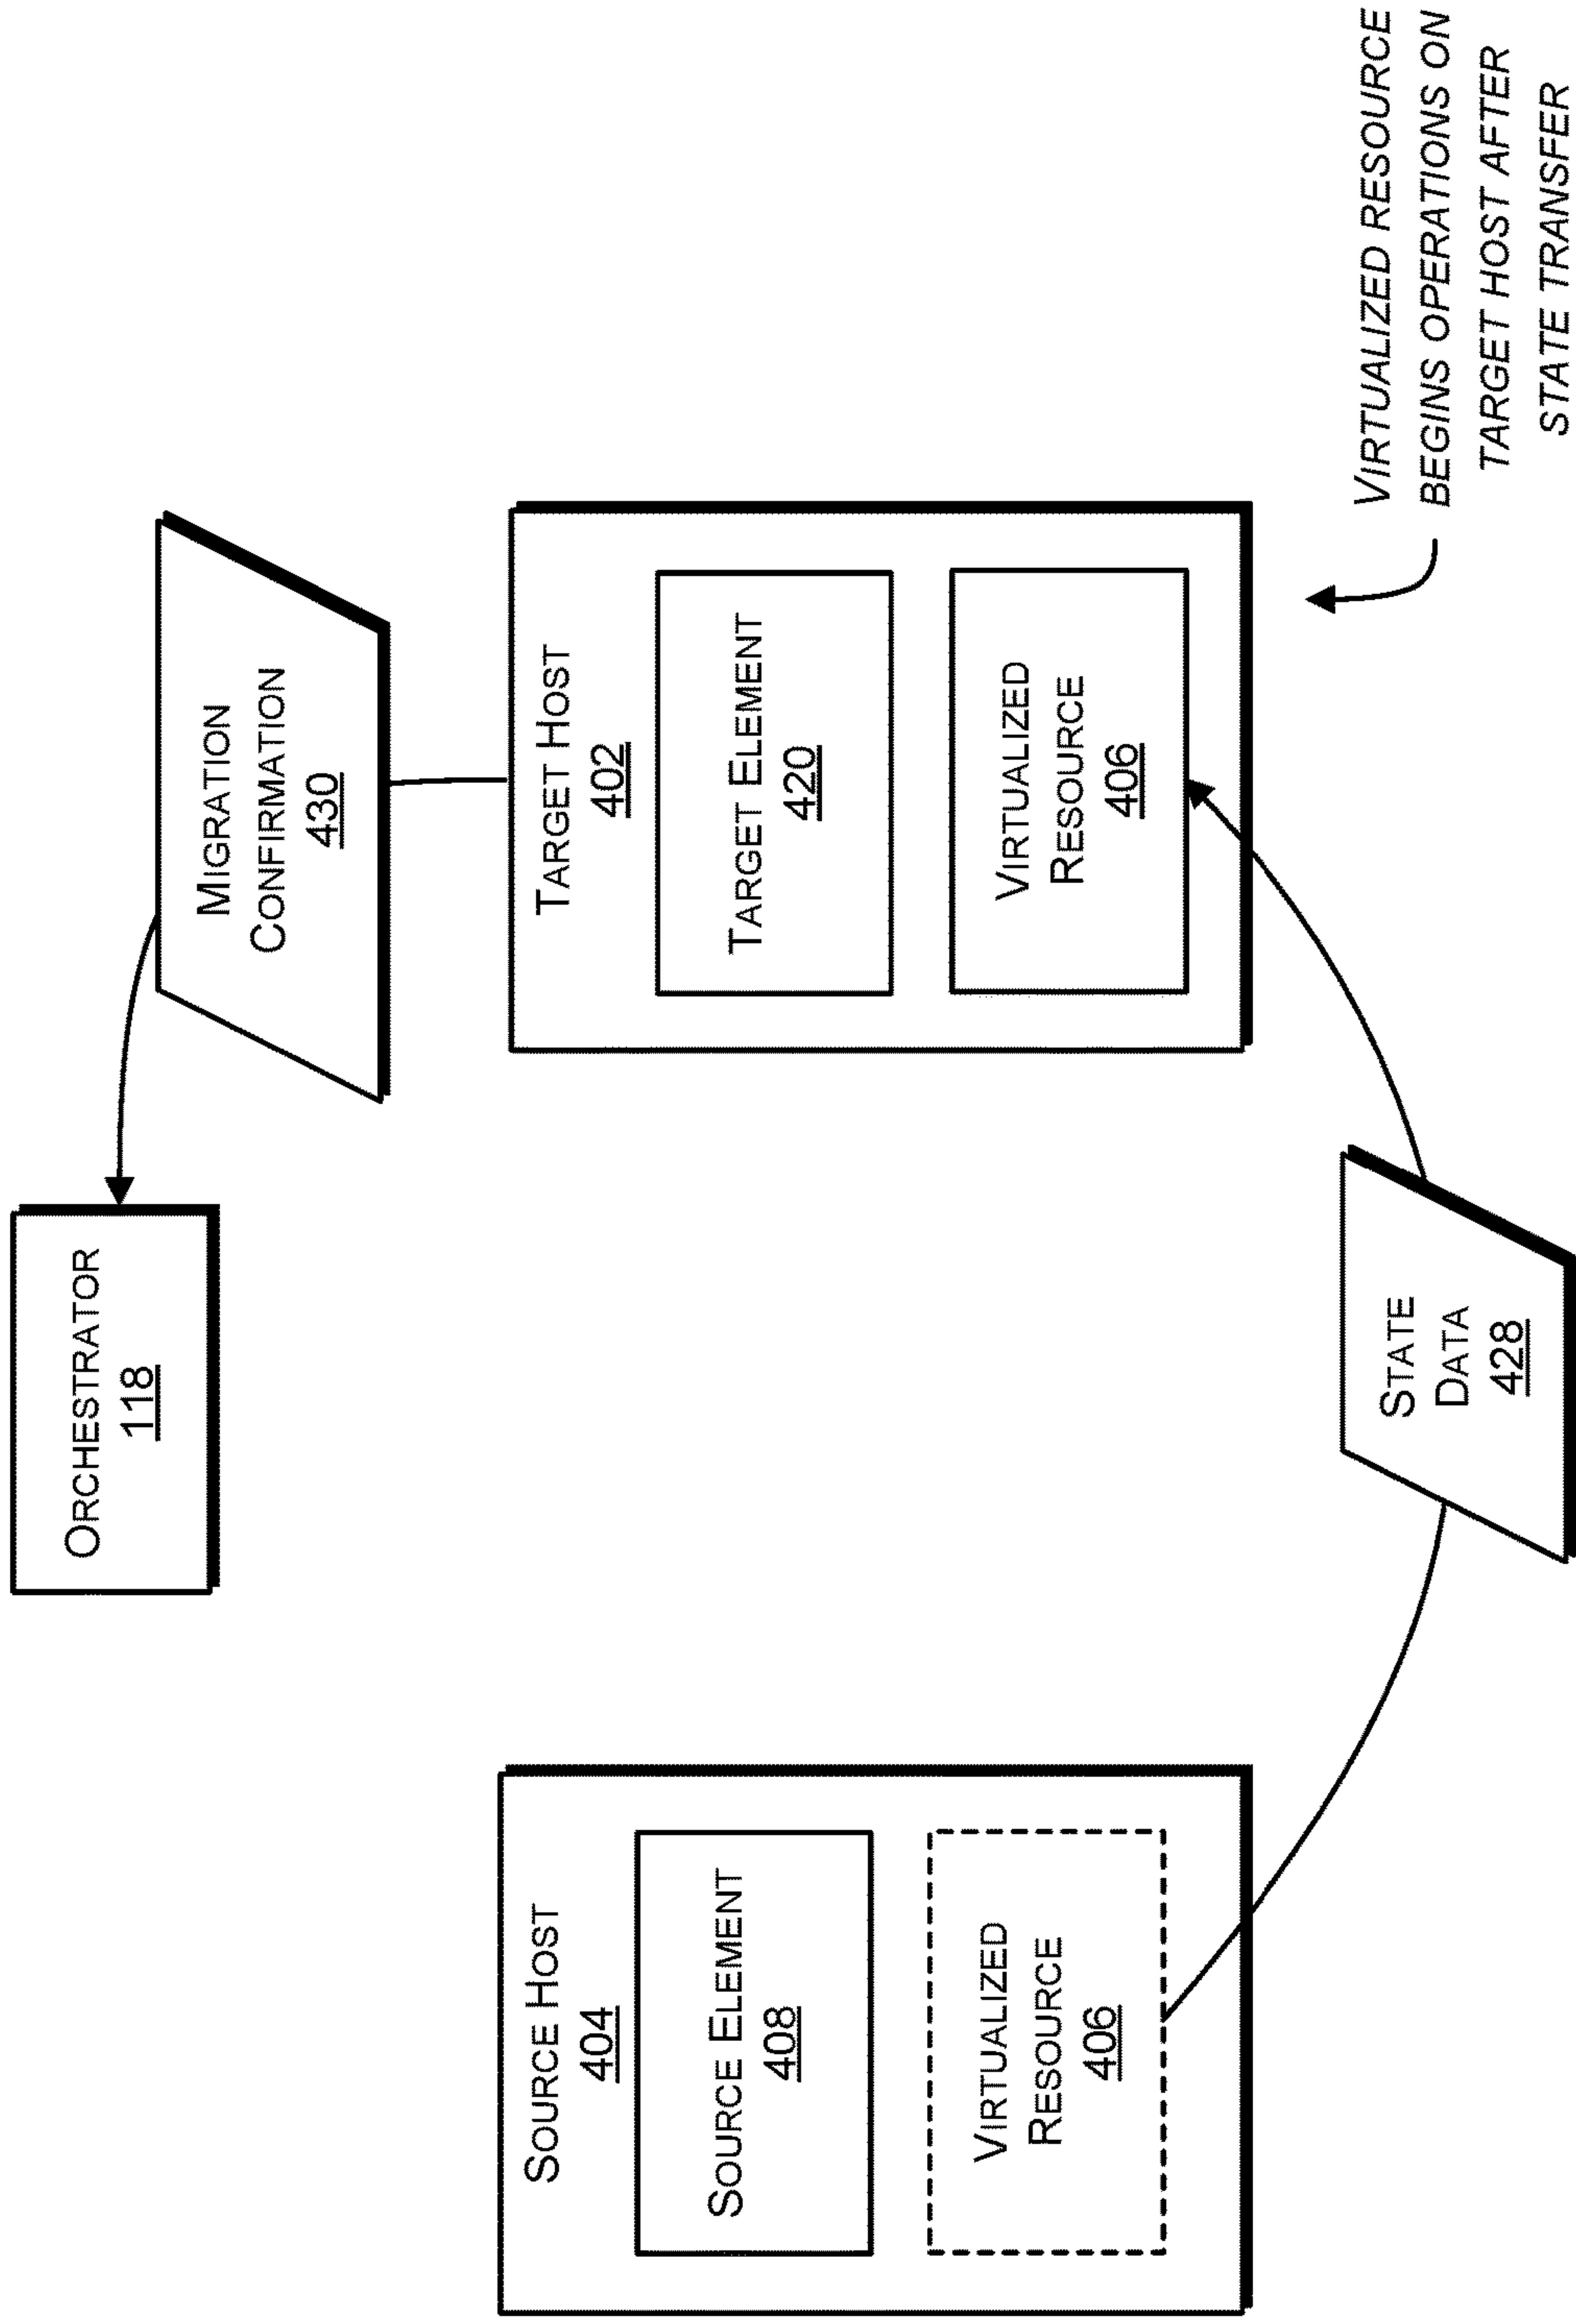 ORCHESTRATOR
118
MIGRATION
CONFIRMATION
430
SOURCE HOST
404
SOURCE ELEMENT
408
VIRTUALIZED
RESOURCE
406
TARGET HOST
402
TARGET ELEMENT
420
VIRTUALIZED
RESOURCE
406
STATE
DATA
428
VIRTUALIZED RESOURCE
BEGINS OPERATIONS ON
TARGET HOST AFTER
STATE TRANSFER